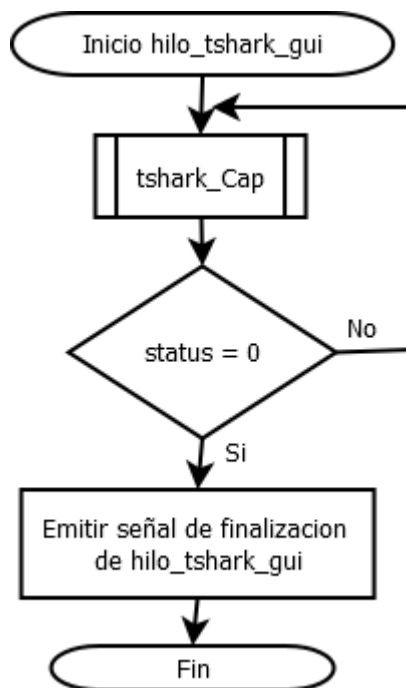 Inicio hilo_tshark_gui
tshark_Cap
status = 0
No
Si
Emitir señal de finalizacion
de hilo_tshark_gui
Fin